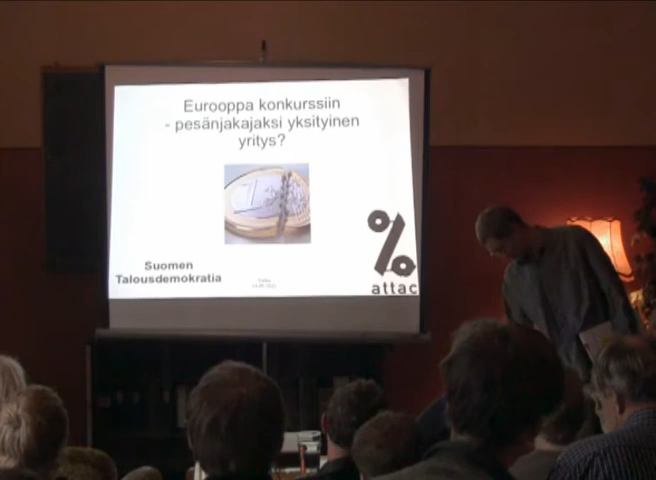 Eurooppa konkurssiin
- pesänjakajaksi yksityinen
yritys?
Suomen
Talousdemokratia
%
attac